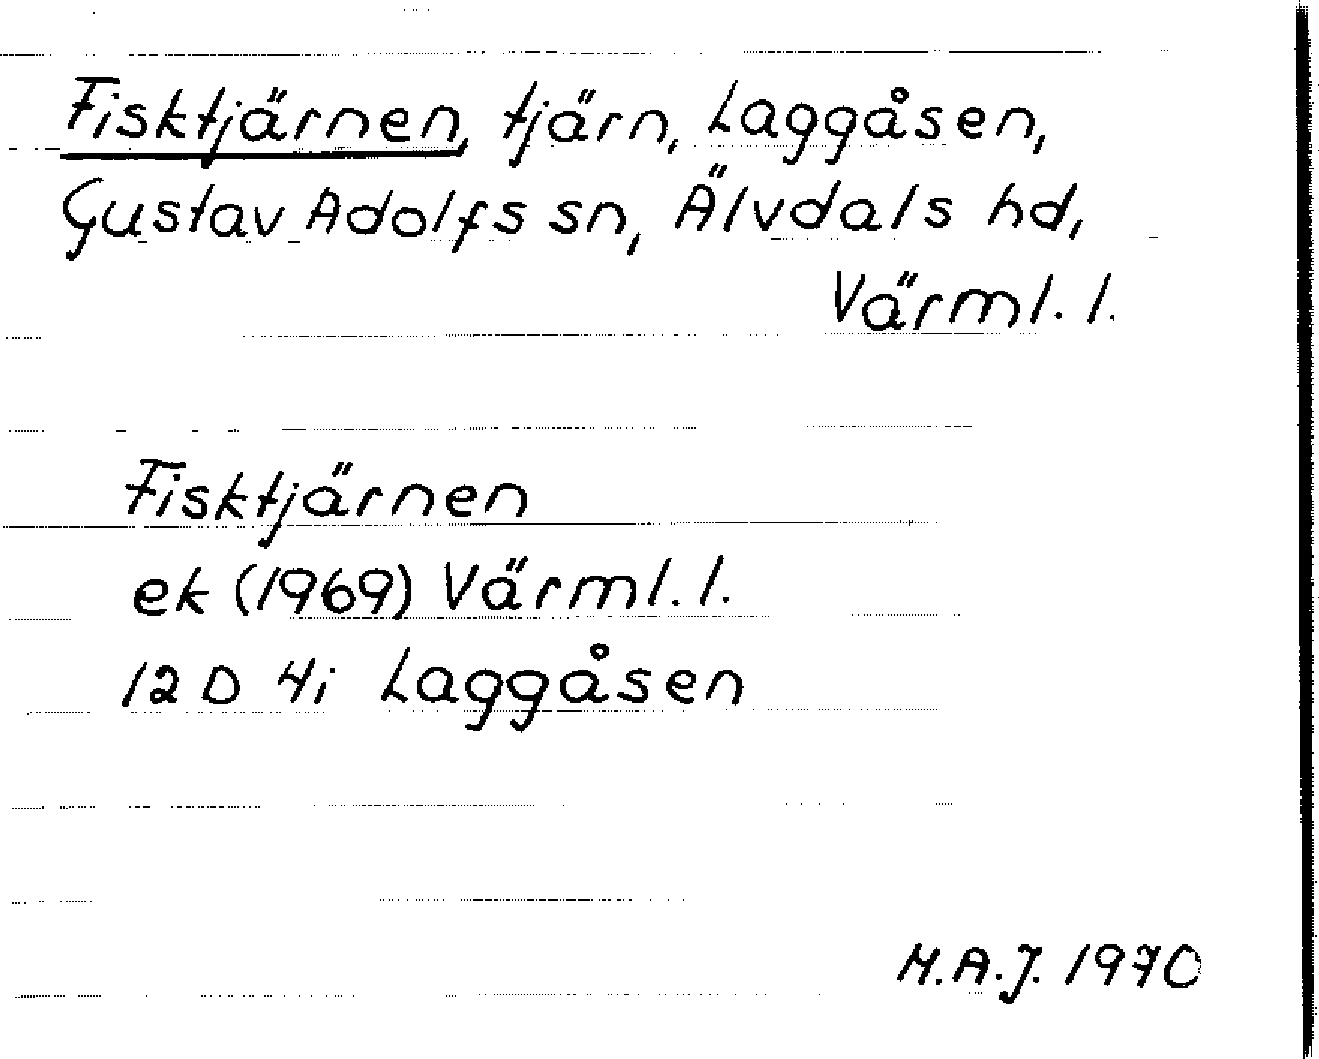 Fisktjärnen, tjärn, Laggåsen,
Gustav Adolfs sn, Älvdals hd,
Värml. l.
Fisktjärnen
ek (1969) Värml. l.
12 D 4i Laggåsen
M.A.J. 1970